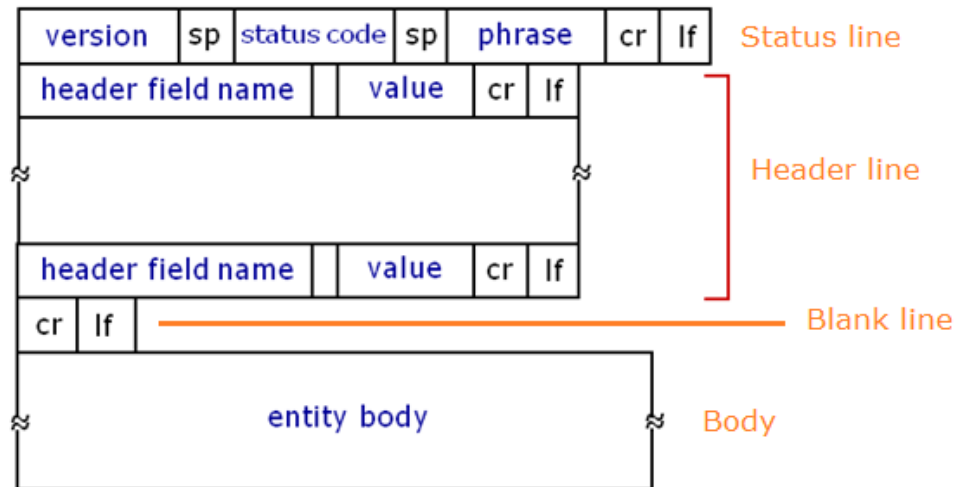 version sp status code sp phrase cr lf Status line
header field name value cr lf
Header line
header field name value cr lf
cr lf Blank line
entity body Body